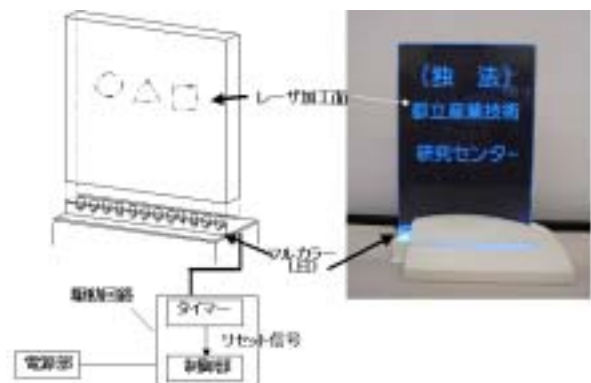 レーザ加工面
(独 法)
都立産業技術
研究センター
フルカラー
駆動回路
タイマー
リセット信号
制御部
電源部